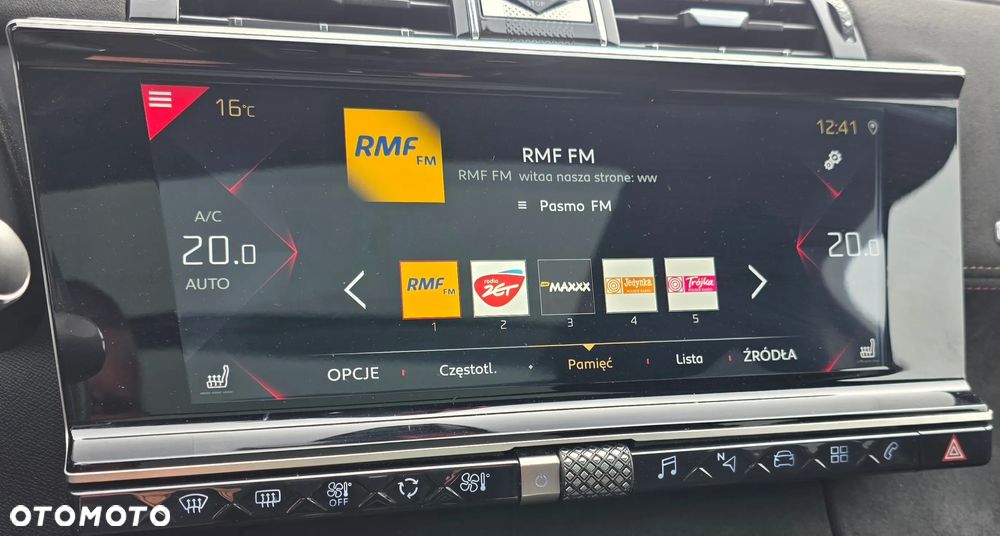 STOP
16°C
12:41
RMF FM
RMF FM
RMF FM witaa nasza strone: ww
Pasmo FM
A/C
20.0
AUTO
20.0
RMF FM
radio ZET
MAXXX
Jedynka
Trójka
1
2
3
4
5
OPCJE
Częstotl.
Pamięć
Lista
ŹRÓDŁA
OFF
N
OTOMOTO